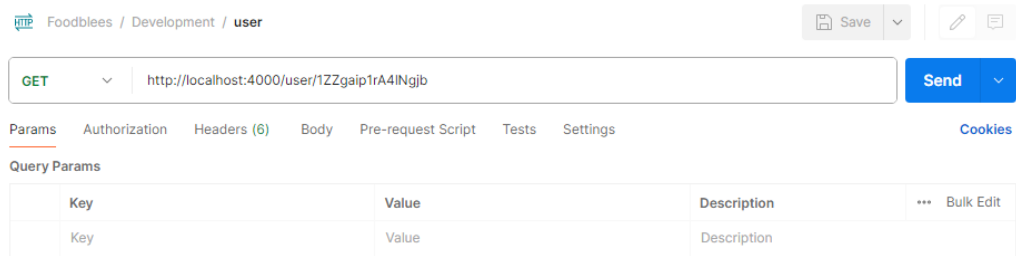 HTTP Foodblees / Development / user Save
GET http://localhost:4000/user/1ZZgaip1rA4lNgjb Send
Params Authorization Headers (6) Body Pre-request Script Tests Settings Cookies
Query Params
Key Value Description ••• Bulk Edit
Key Value Description